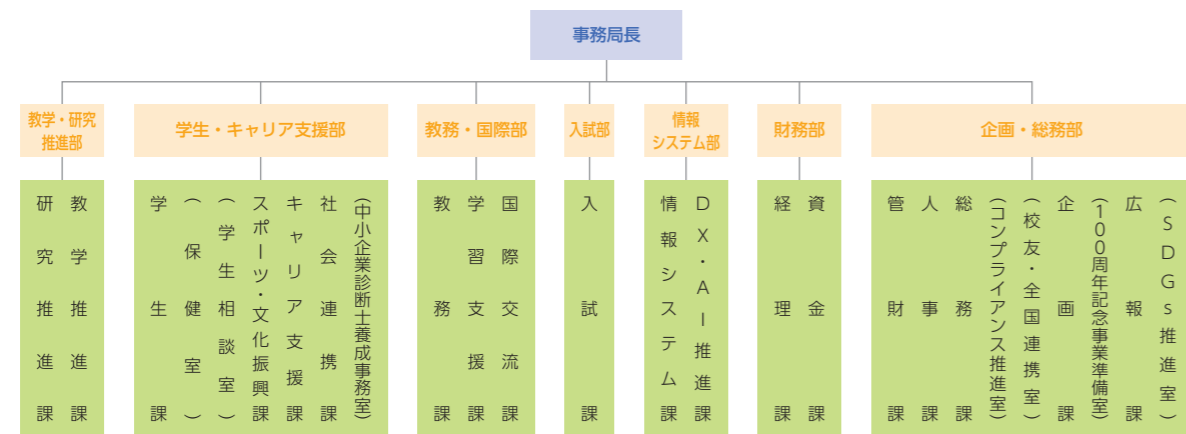 事務局長
教学・研究
推進部
学生・キャリア支援部
教務・国際部
入試部
情報
システム部
財務部
企画・総務部
教学推進課
研究推進課
（中小企業診断士養成事務室）
社会連携課
キャリア支援課
スポーツ・文化振興課
（学生相談室）
（保健室）
学生課
国際交流課
学習支援課
教務課
入試課
DX・AI推進課
情報システム課
資金課
経理課
（SDGs推進室）
広報課
（100周年記念事業準備室）
企画課
（校友・全国連携室）
（コンプライアンス推進室）
総務課
人事課
管財課